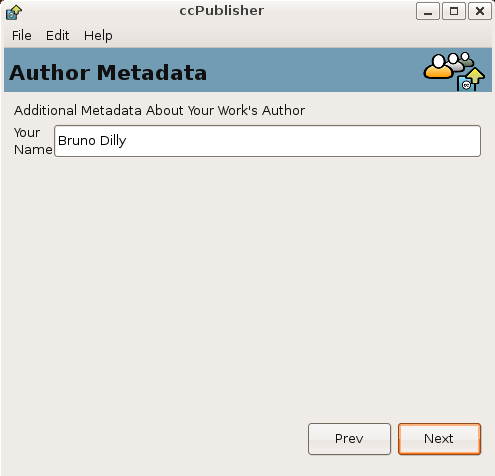 ccPublisher
File Edit Help
Author Metadata
Additional Metadata About Your Work's Author
Your
Name
Bruno Dilly
Prev Next